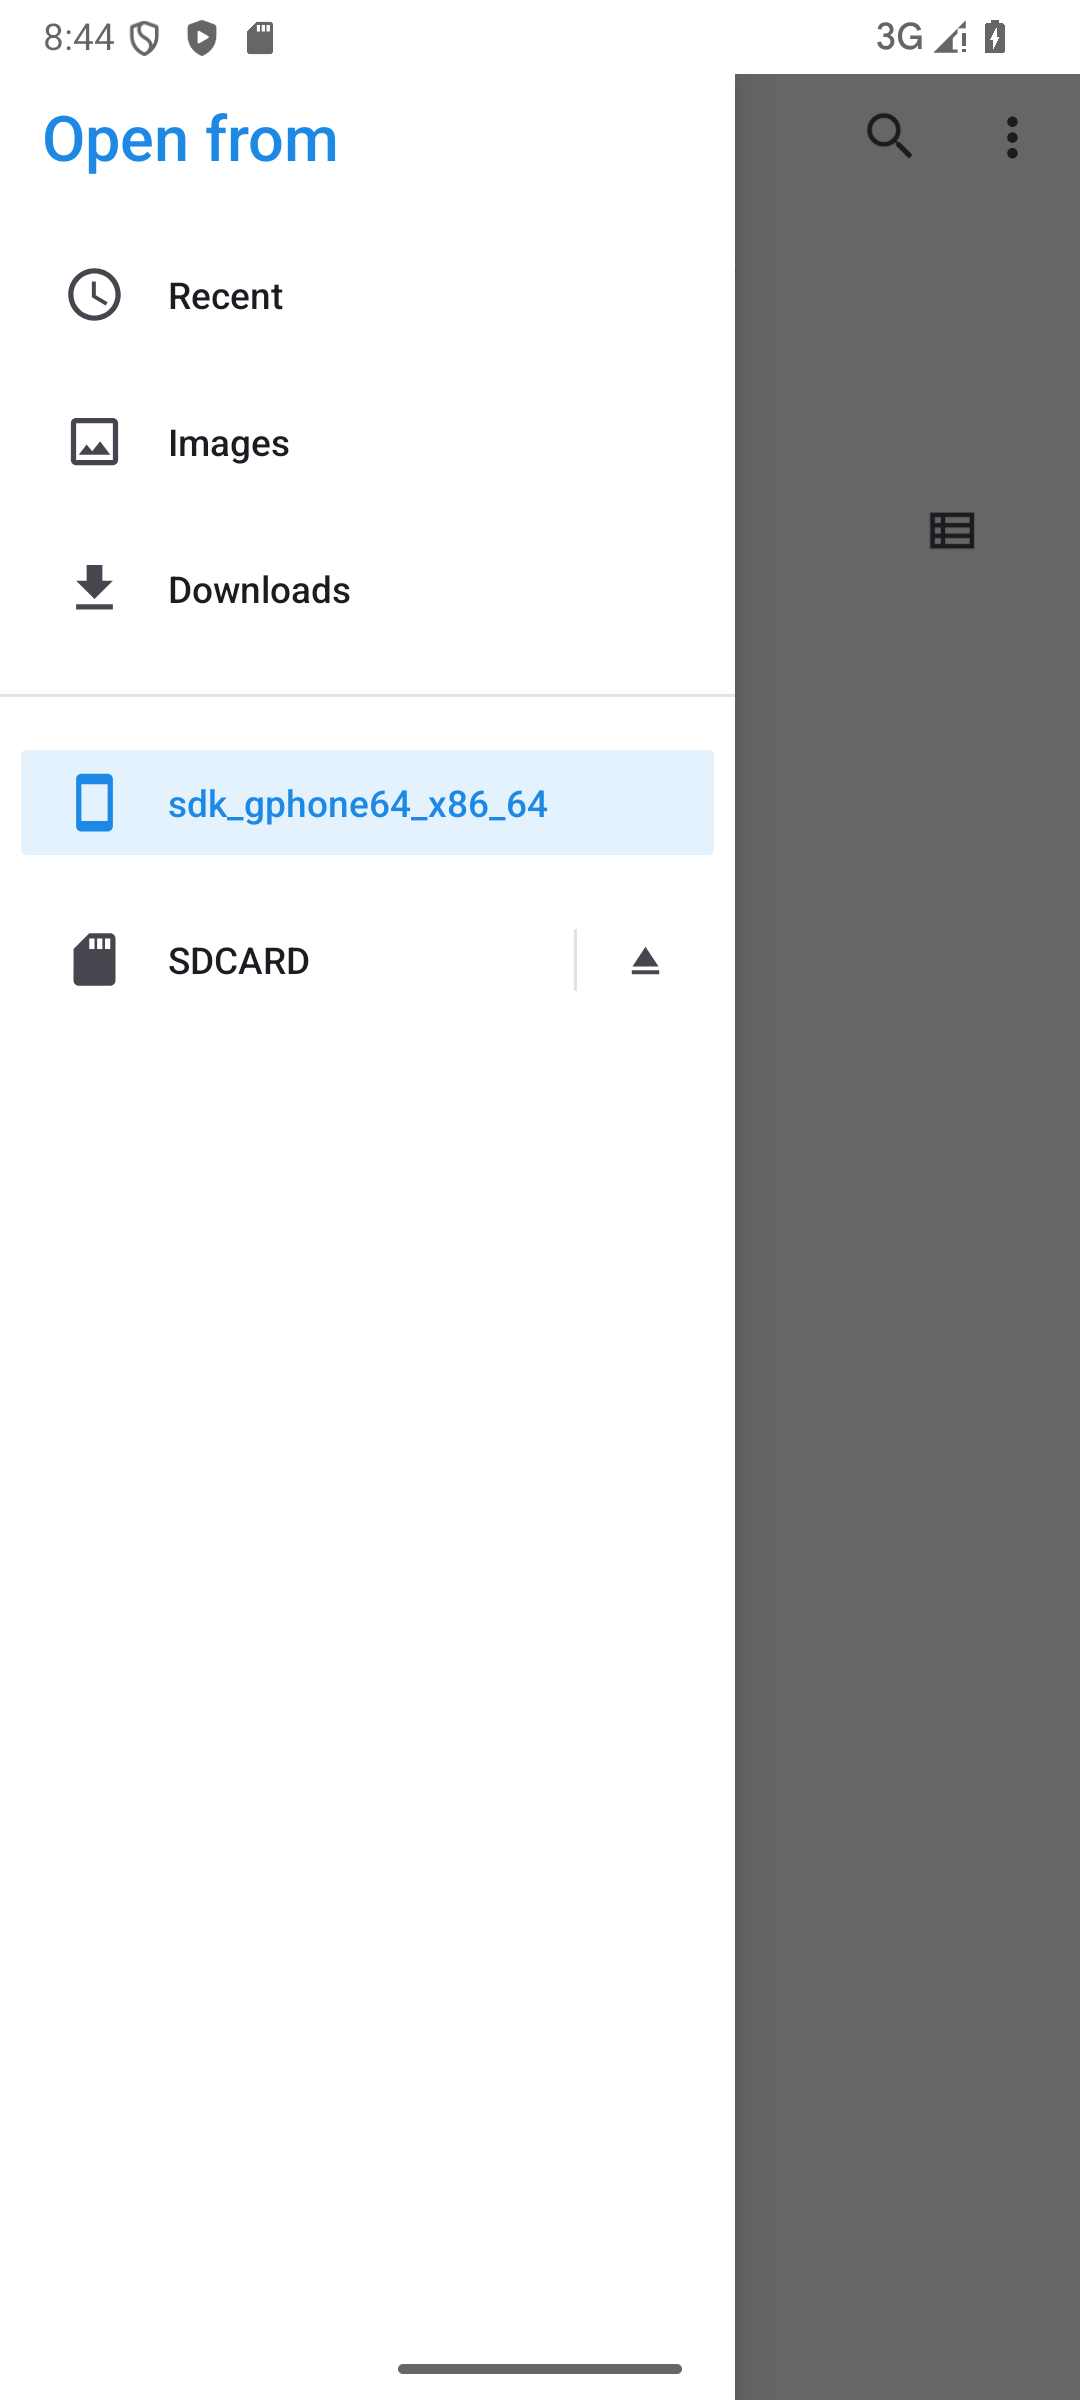 8:44
3G
Open from
Recent
Images
Downloads
sdk_gphone64_x86_64
SDCARD